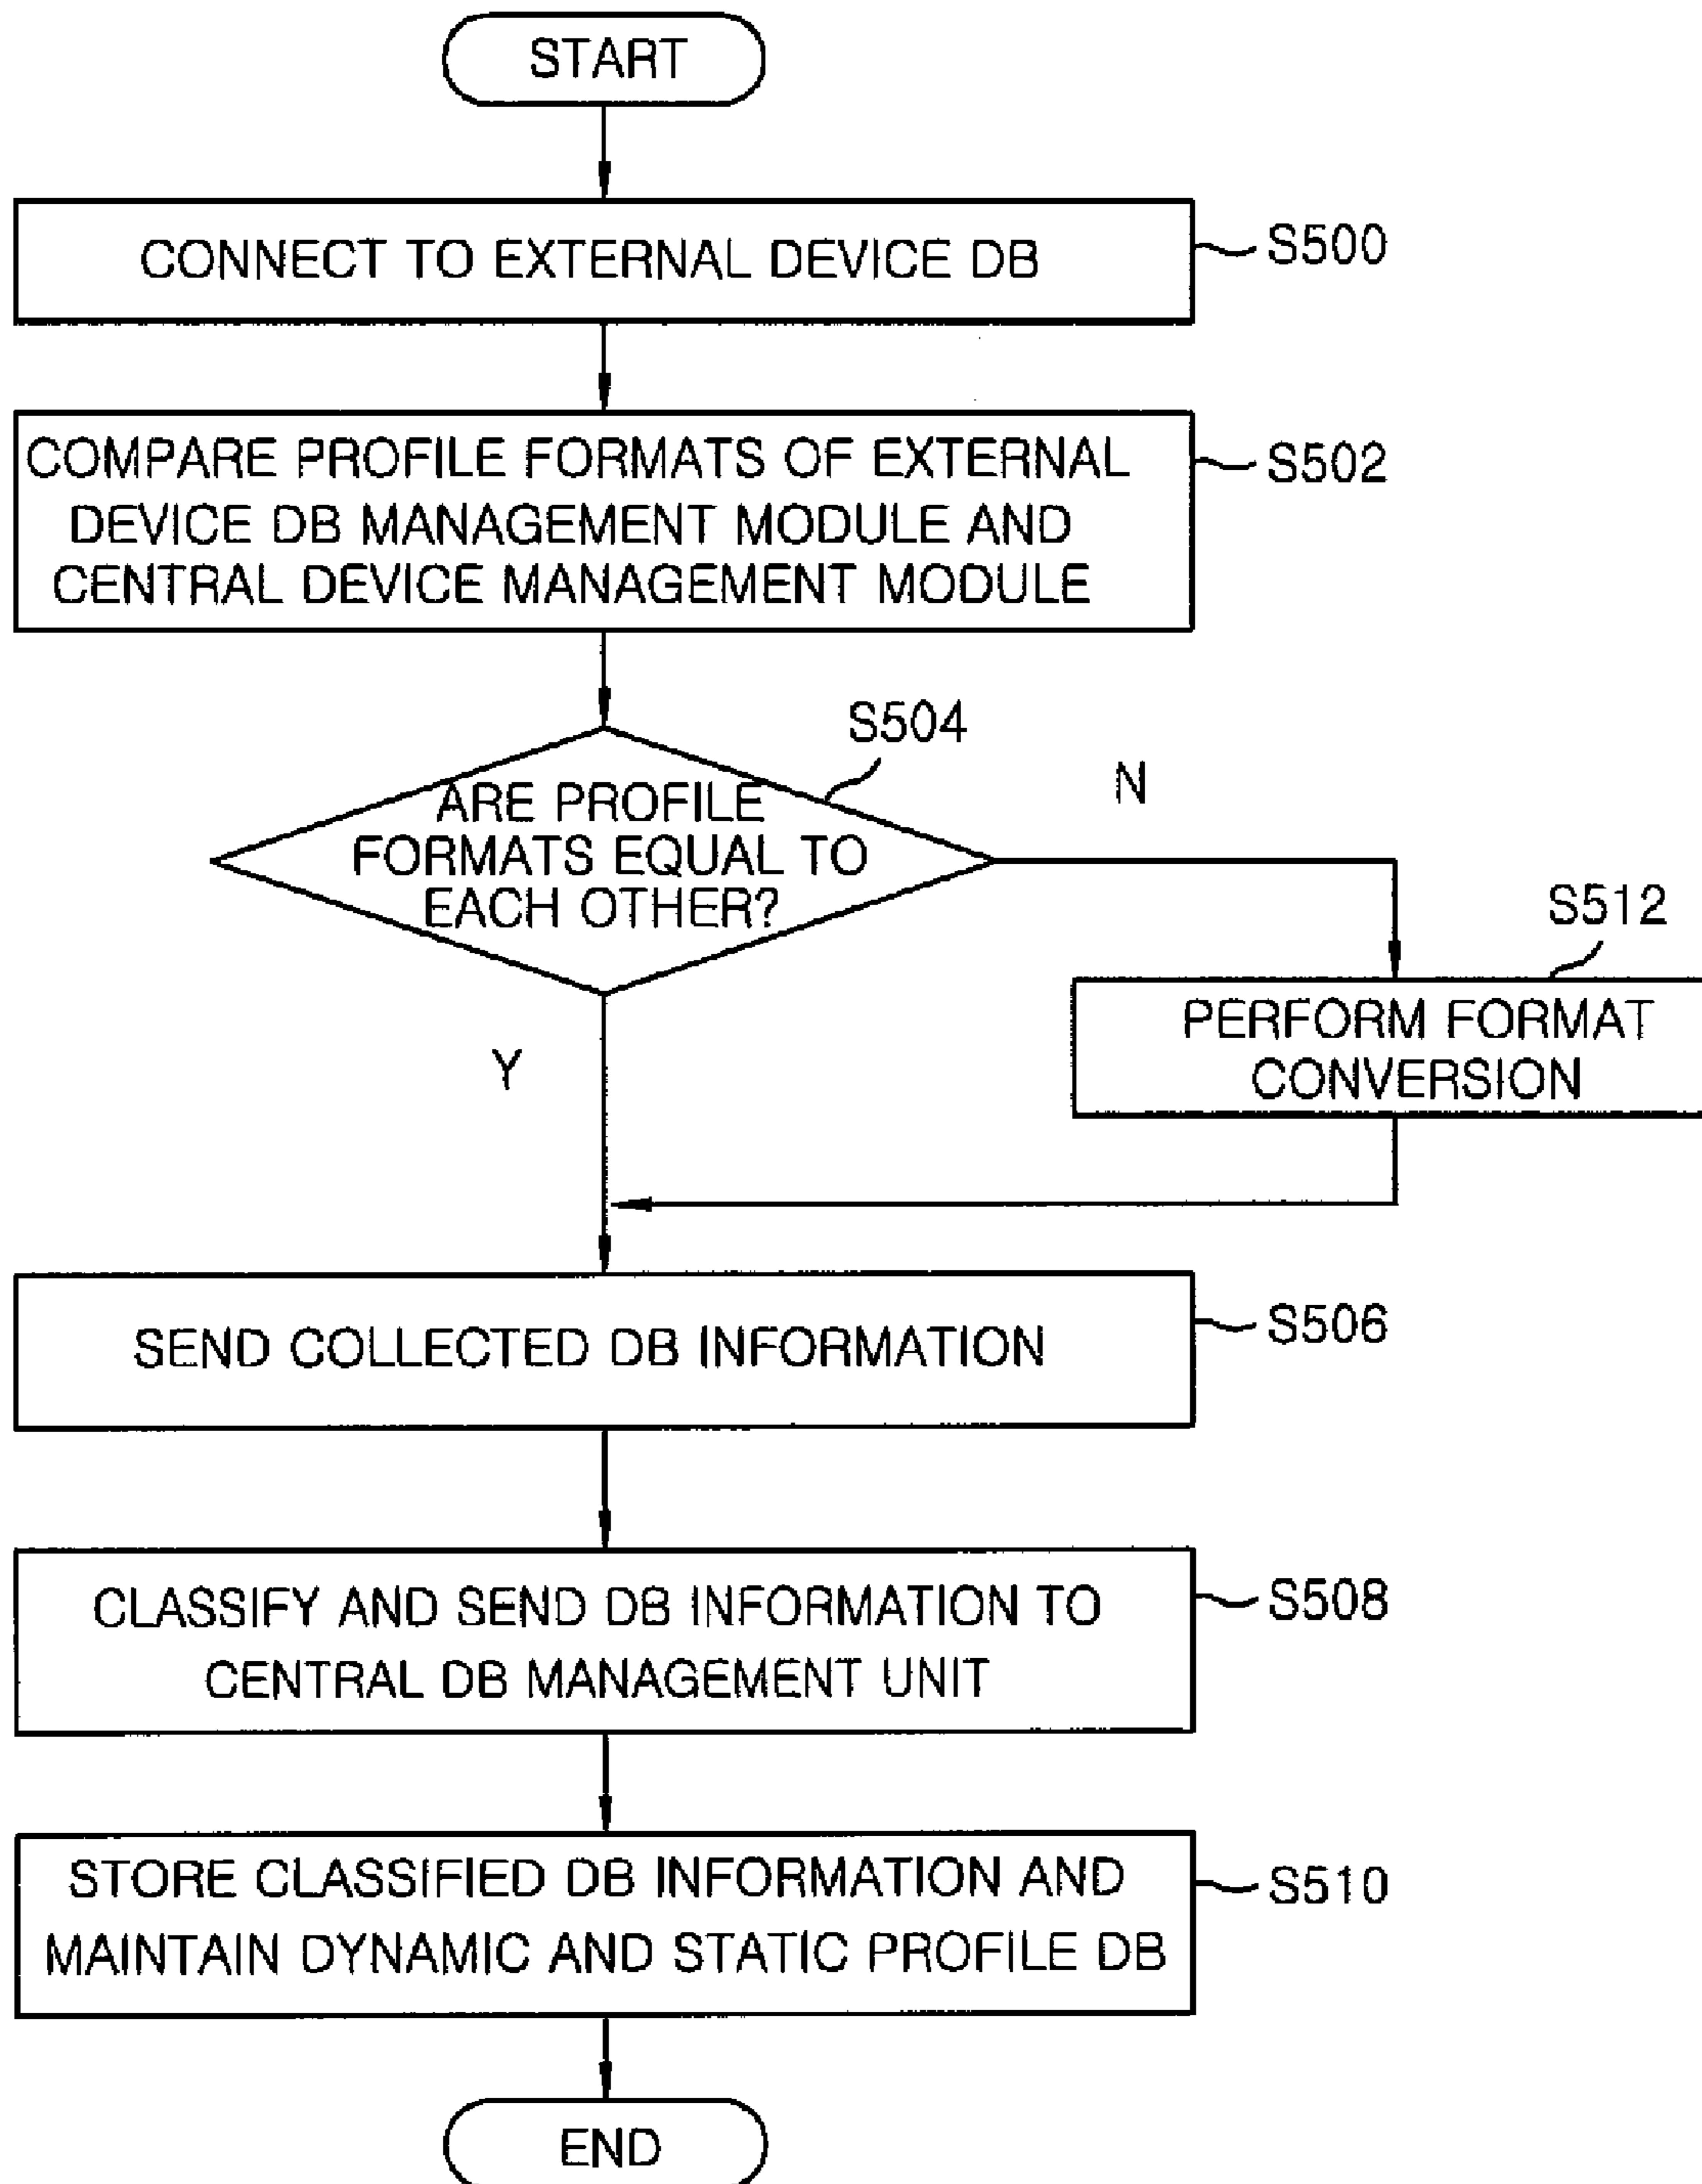 START
CONNECT TO EXTERNAL DEVICE DB
S500
COMPARE PROFILE FORMATS OF EXTERNAL
DEVICE DB MANAGEMENT MODULE AND
CENTRAL DEVICE MANAGEMENT MODULE
S502
S504
ARE PROFILE
FORMATS EQUAL TO
EACH OTHER?
N
Y
S512
PERFORM FORMAT
CONVERSION
SEND COLLECTED DB INFORMATION
S506
CLASSIFY AND SEND DB INFORMATION TO
CENTRAL DB MANAGEMENT UNIT
S508
STORE CLASSIFIED DB INFORMATION AND
MAINTAIN DYNAMIC AND STATIC PROFILE DB
S510
END